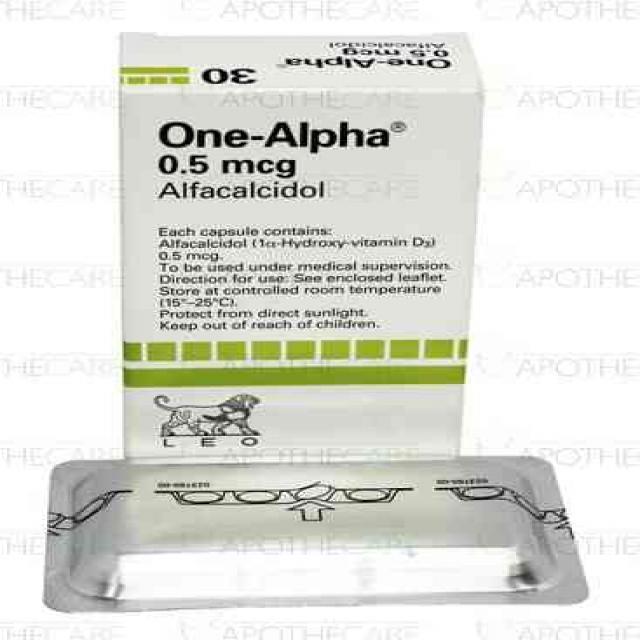 One-Alpha®
0.5 mcg
Alfacalcidol
30
One-Alpha®
0.5 mcg
Alfacalcidol
Each capsule contains:
Alfacalcidol (1α-Hydroxy-vitamin D₃)
0.5 mcg.
To be used under medical supervision.
Direction for use: See enclosed leaflet.
Store at controlled room temperature
(15°-25°C).
Protect from direct sunlight.
Keep out of reach of children.
LEO
APOTHECARE